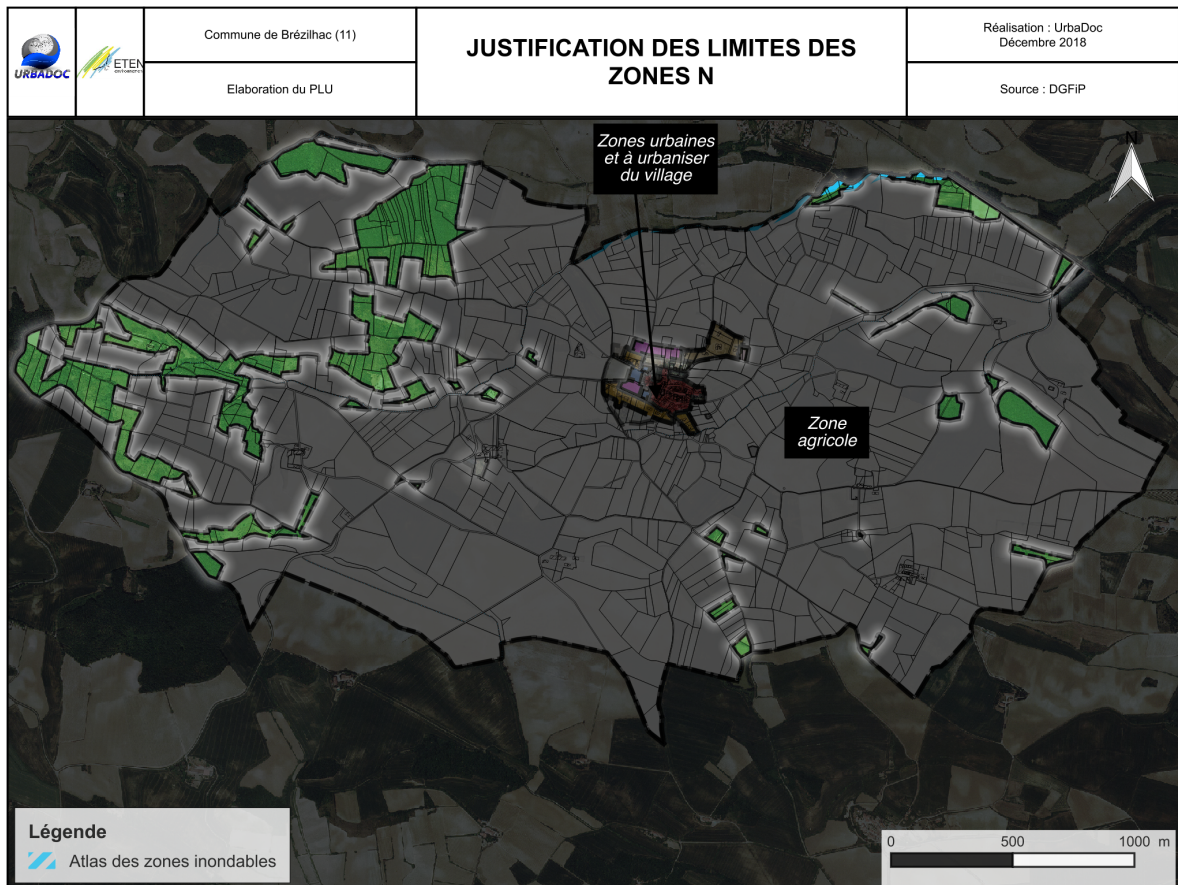 URBADOC
ETEN
environnement
Commune de Brézilhac (11)
Elaboration du PLU
JUSTIFICATION DES LIMITES DES
ZONES N
Réalisation : UrbaDoc
Décembre 2018
Source : DGFiP
Zones urbaines
et à urbaniser
du village
N
Zone
agricole
Légende
Atlas des zones inondables
0 500 1000 m